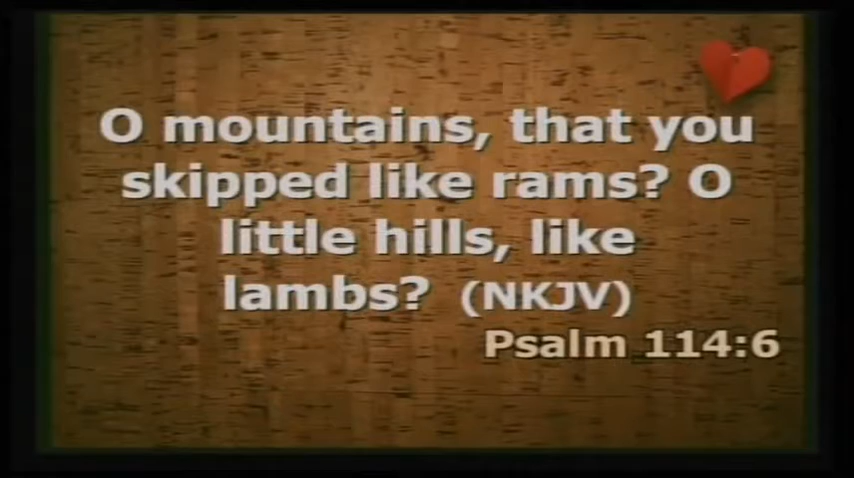 O mountains, that you
skipped like rams? O
little hills, like
lambs? (NKJV)
Psalm 114:6